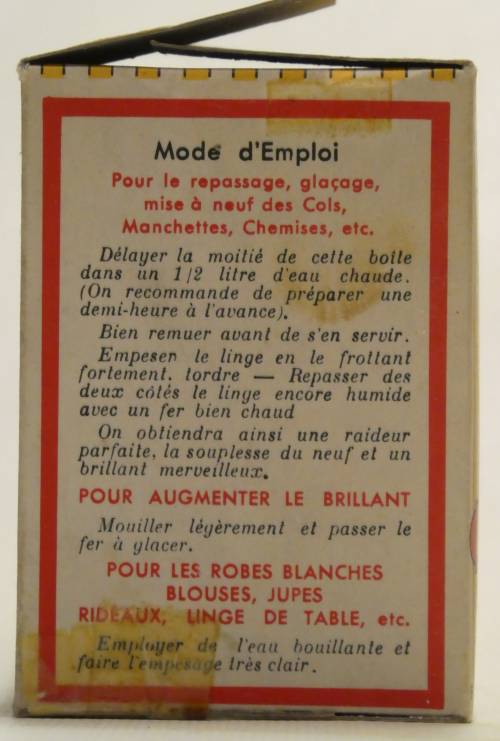 Mode d'Emploi
Pour le repassage, glaçage,
mise à neuf des Cols,
Manchettes, Chemises, etc.
Délayer la moitié de cette boîte
dans un 1/2 litre d'eau chaude.
(On recommande de préparer une
demi-heure à l'avance).
Bien remuer avant de s'en servir.
Empeser le linge en le frottant
fortement. tordre — Repasser des
deux côtés le linge encore humide
avec un fer bien chaud
On obtiendra ainsi une raideur
parfaite, la souplesse du neuf et un
brillant merveilleux.
POUR AUGMENTER LE BRILLANT
Mouiller légèrement et passer le
fer à glacer.
POUR LES ROBES BLANCHES
BLOUSES, JUPES
RIDEAUX, LINGE DE TABLE, etc.
Employer de l'eau bouillante et
faire l'empesage très clair.